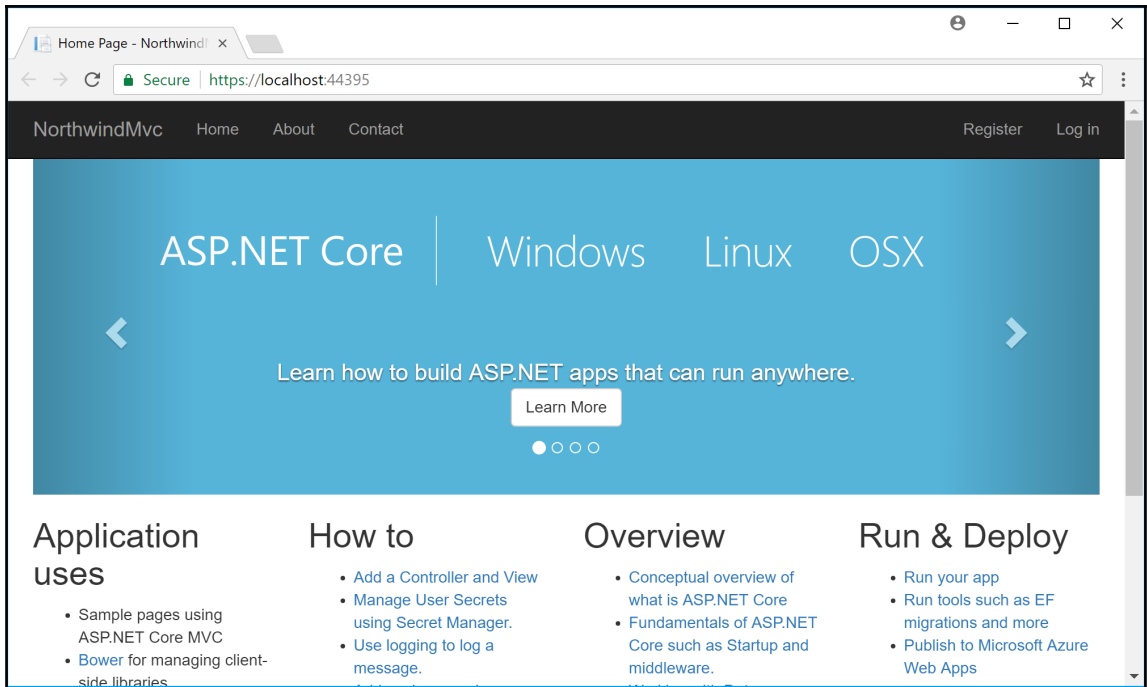 Home Page - Northwind
Secure https://localhost:44395
NorthwindMvc Home About Contact Register Log in
ASP.NET Core Windows Linux OSX
Learn how to build ASP.NET apps that can run anywhere.
Learn More
Application
uses
• Sample pages using
ASP.NET Core MVC
• Bower for managing client-
side libraries
How to
• Add a Controller and View
• Manage User Secrets
using Secret Manager.
• Use logging to log a
message.
Overview
• Conceptual overview of
what is ASP.NET Core
• Fundamentals of ASP.NET
Core such as Startup and
middleware.
Run & Deploy
• Run your app
• Run tools such as EF
migrations and more
• Publish to Microsoft Azure
Web Apps